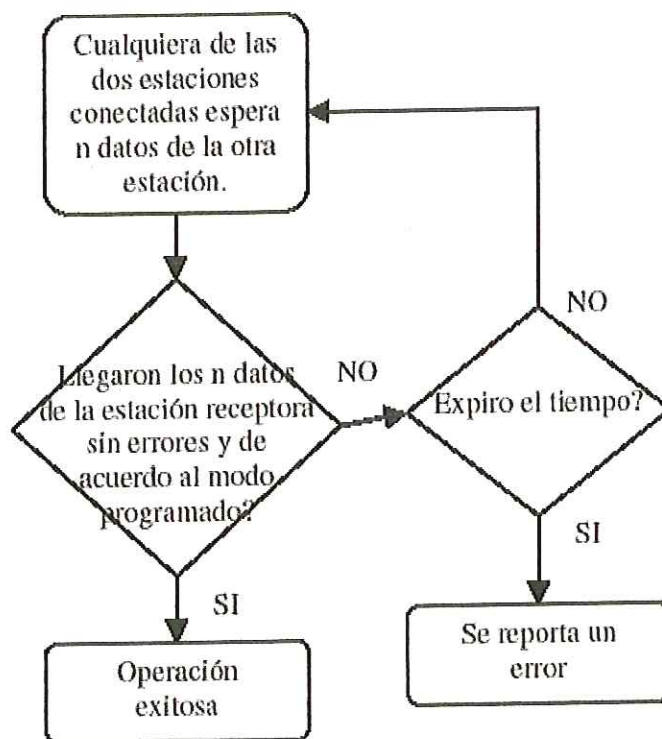 Cualquiera de las
dos estaciones
conectadas espera
n datos de la otra
estación.
Llegaron los n datos
de la estación receptora
sin errores y de
acuerdo al modo
programado?
NO
SI
Operación
exitosa
Expiro el tiempo?
NO
SI
Se reporta un
error